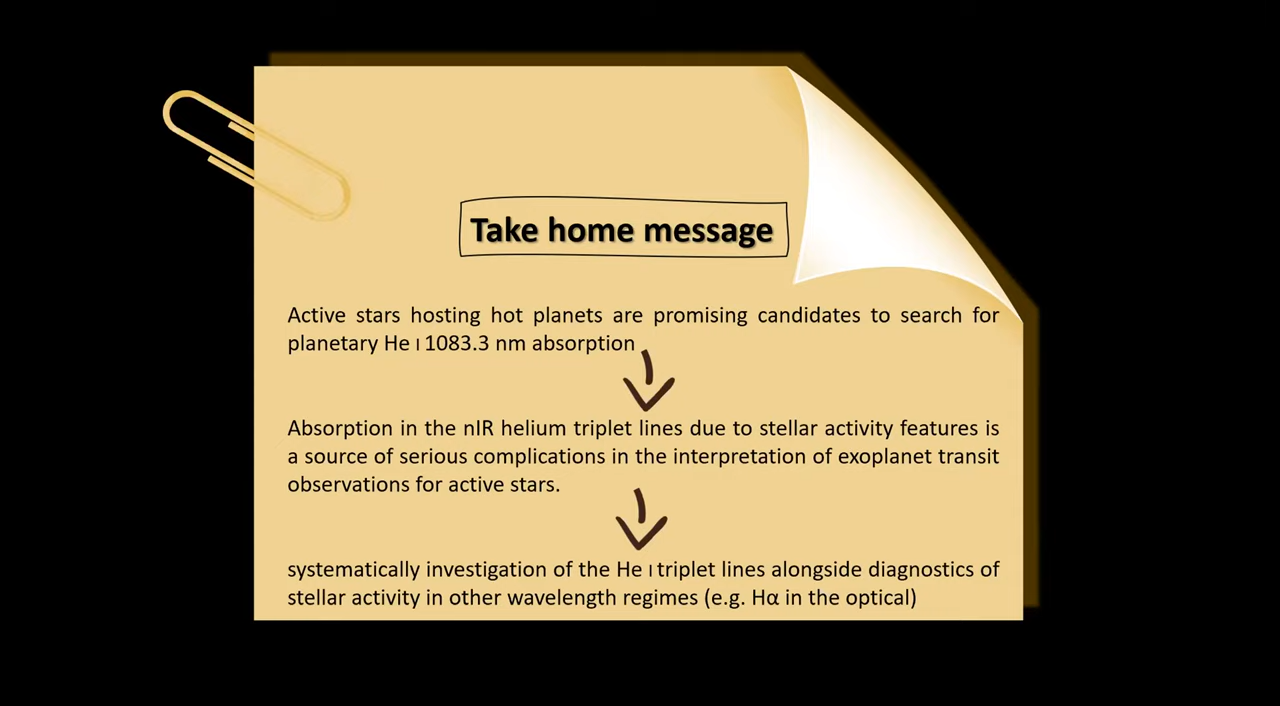 Take home message
Active stars hosting hot planets are promising candidates to search for
planetary He ı 1083.3 nm absorption
Absorption in the nIR helium triplet lines due to stellar activity features is
a source of serious complications in the interpretation of exoplanet transit
observations for active stars.
systematically investigation of the He ı triplet lines alongside diagnostics of
stellar activity in other wavelength regimes (e.g. Hα in the optical)